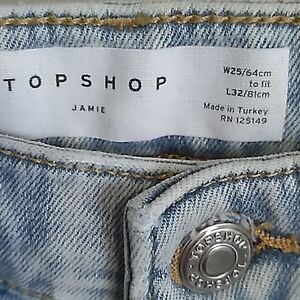 TOPSHOP
JAMIE
W25/64cm
to fit
L32/81cm
Made in Turkey
RN 125149
TOPSHOP
TOPSHOP